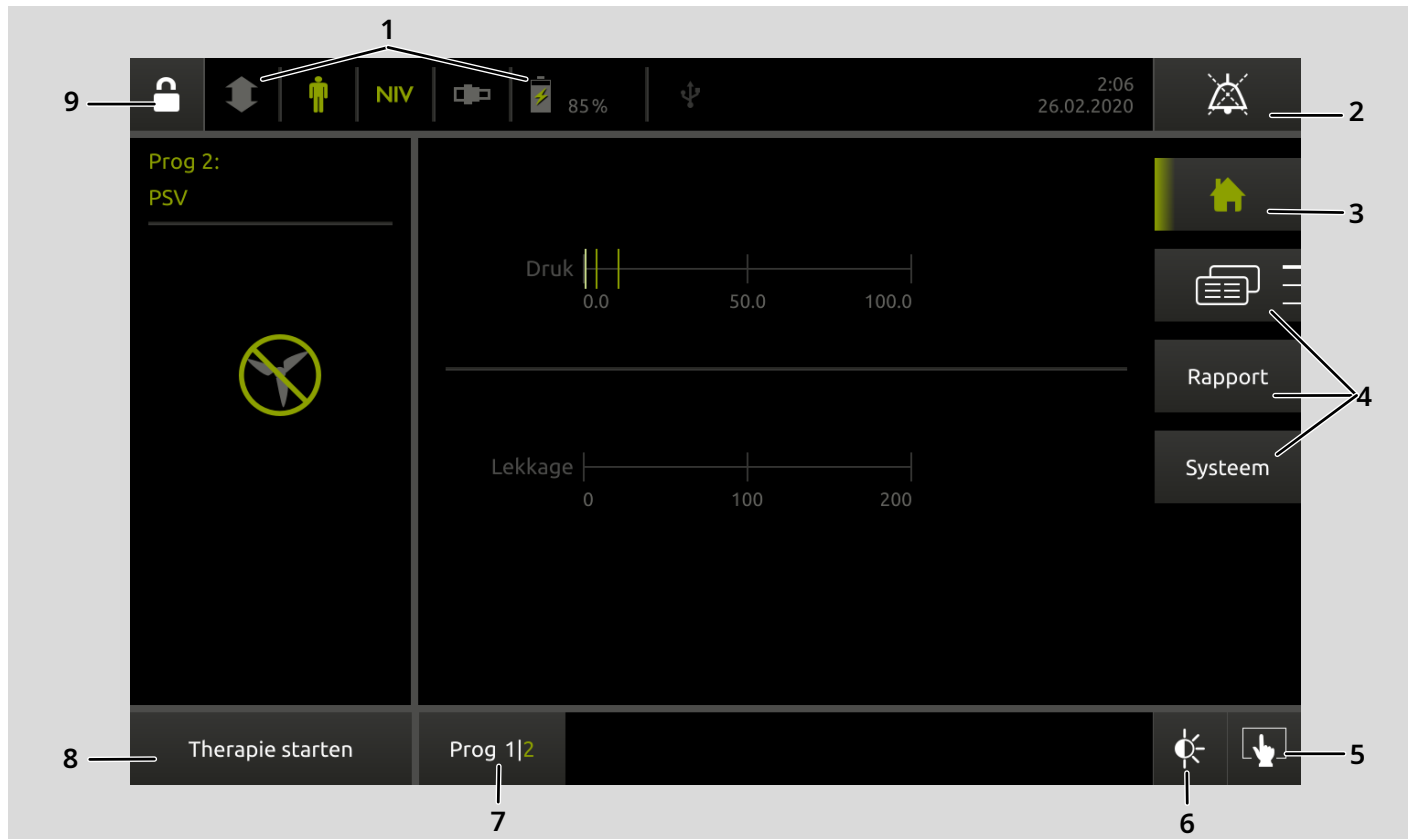 1
9
NIV
85%
2:06
26.02.2020
2
Prog 2:
PSV
3
Druk
0.0 50.0 100.0
Rapport
4
Lekkage
0 100 200
Systeem
8
Therapie starten
Prog 1|2
5
7
6